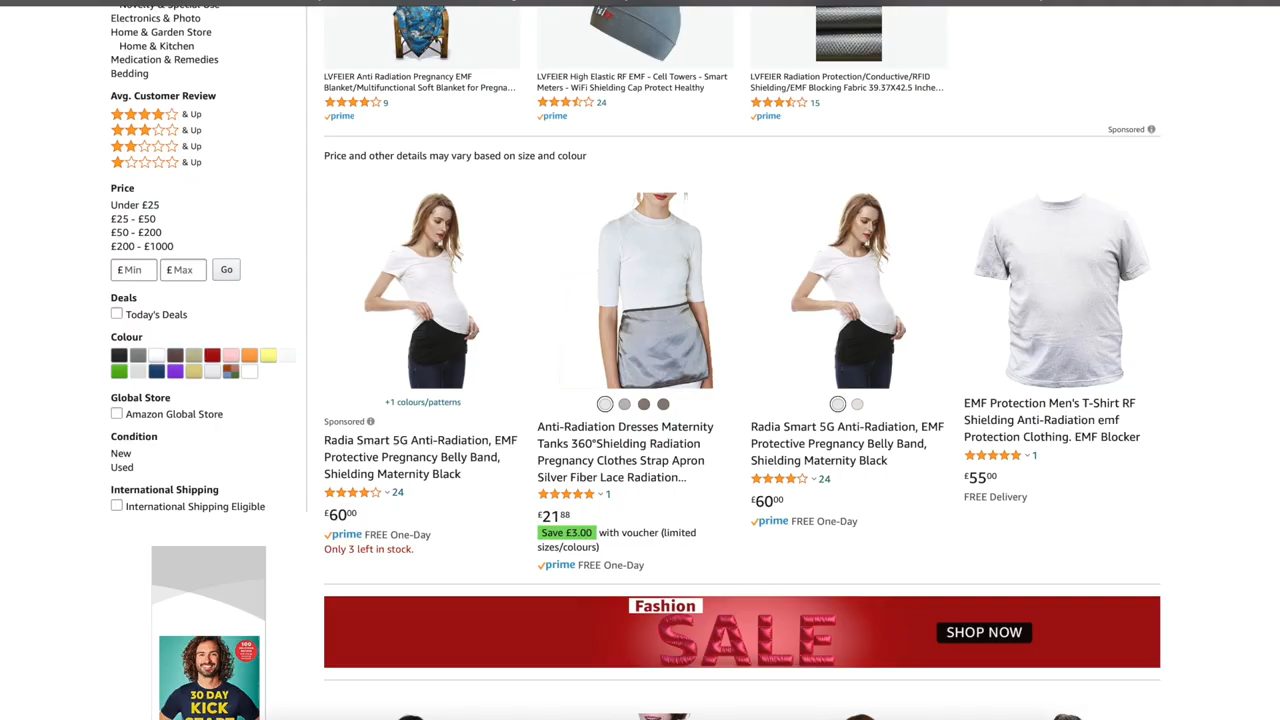 Novelty & Special Use
Electronics & Photo
Home & Garden Store
Home & Kitchen
Medication & Remedies
Bedding
Avg. Customer Review
& Up
& Up
& Up
& Up
Price
Under £25
£25 - £50
£50 - £200
£200 - £1000
£ Min £ Max Go
Deals
Today's Deals
Colour
Global Store
Amazon Global Store
Condition
New
Used
International Shipping
International Shipping Eligible
30 DAY
KICK
START
LVFEIER Anti Radiation Pregnancy EMF
Blanket/Multifunctional Soft Blanket for Pregna...
9
prime
LVFEIER High Elastic RF EMF - Cell Towers - Smart
Meters - WiFi Shielding Cap Protect Healthy
24
prime
LVFEIER Radiation Protection/Conductive/RFID
Shielding/EMF Blocking Fabric 39.37X42.5 Inche...
15
prime
Sponsored
Price and other details may vary based on size and colour
+1 colours/patterns
Sponsored
Radia Smart 5G Anti-Radiation, EMF
Protective Pregnancy Belly Band,
Shielding Maternity Black
24
£60.00
prime FREE One-Day
Only 3 left in stock.
Anti-Radiation Dresses Maternity
Tanks 360°Shielding Radiation
Pregnancy Clothes Strap Apron
Silver Fiber Lace Radiation...
1
£21.88
Save £3.00 with voucher (limited
sizes/colours)
prime FREE One-Day
Radia Smart 5G Anti-Radiation, EMF
Protective Pregnancy Belly Band,
Shielding Maternity Black
24
£60.00
prime FREE One-Day
EMF Protection Men's T-Shirt RF
Shielding Anti-Radiation emf
Protection Clothing. EMF Blocker
1
£55.00
FREE Delivery
Fashion
SALE
SHOP NOW